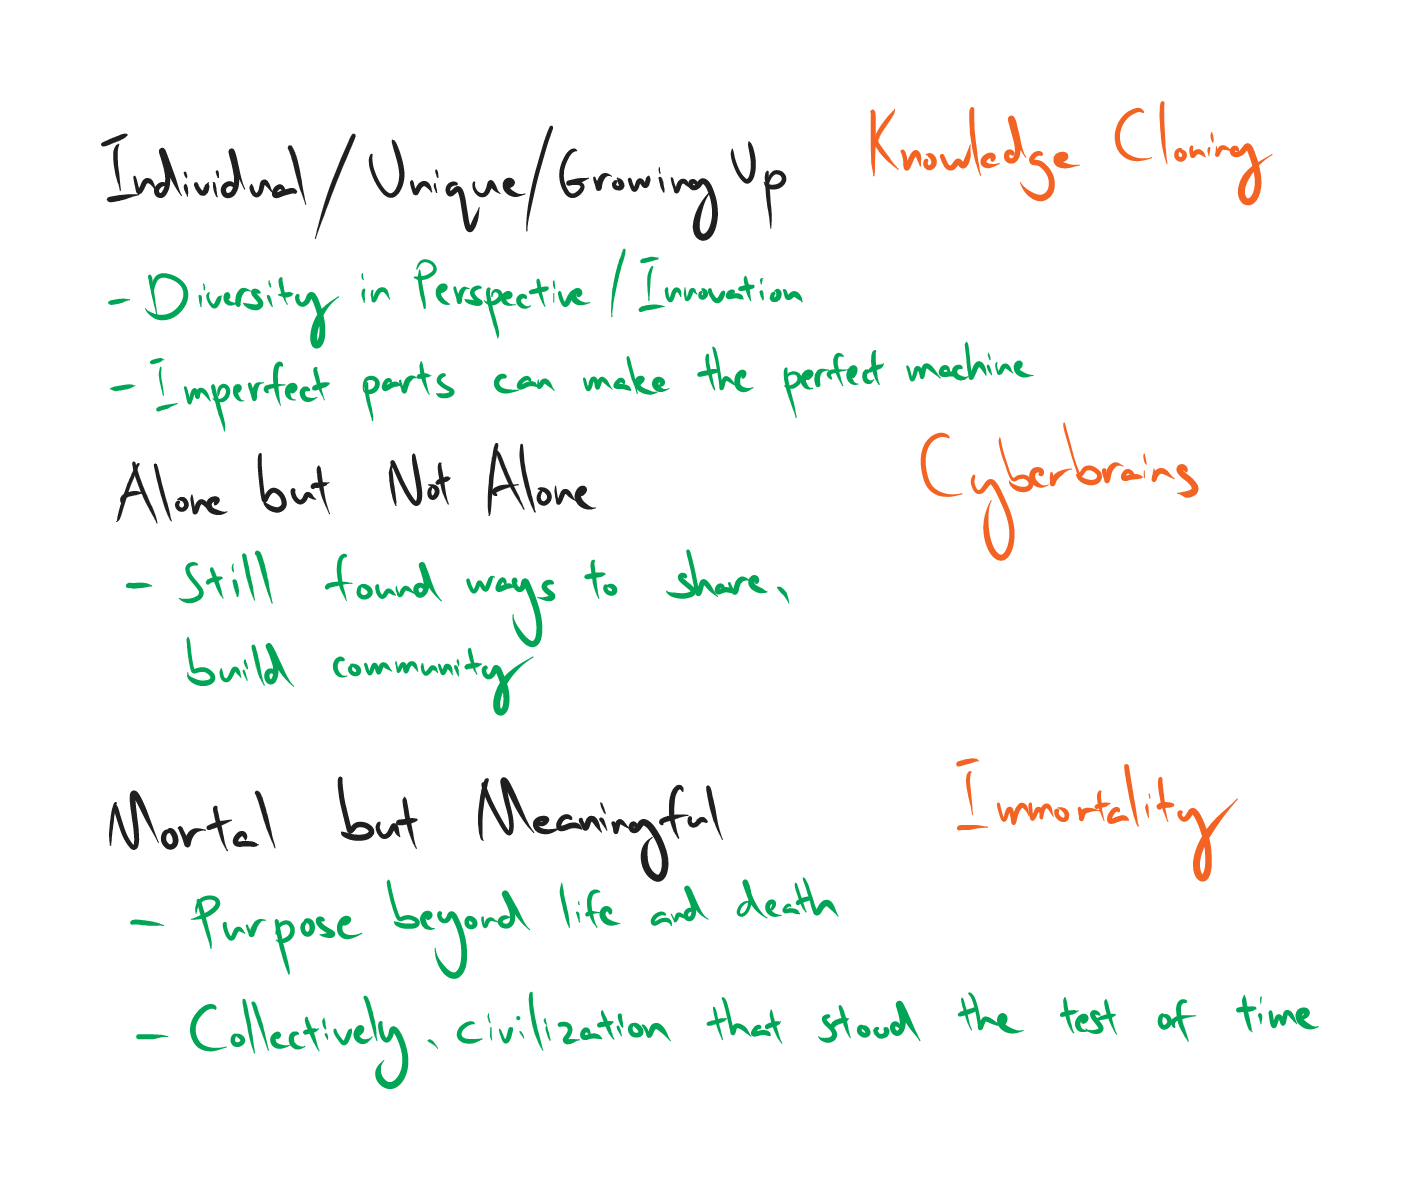 Individual/Unique/Growing Up
Knowledge Cloning
- Diversity in Perspective/Innovation
- Imperfect parts can make the perfect machine
Alone but Not Alone
Cyberbrains
- Still found ways to share,
build community
Mortal but Meaningful
Immortality
- Purpose beyond life and death
- Collectively, civilization that stood the test of time